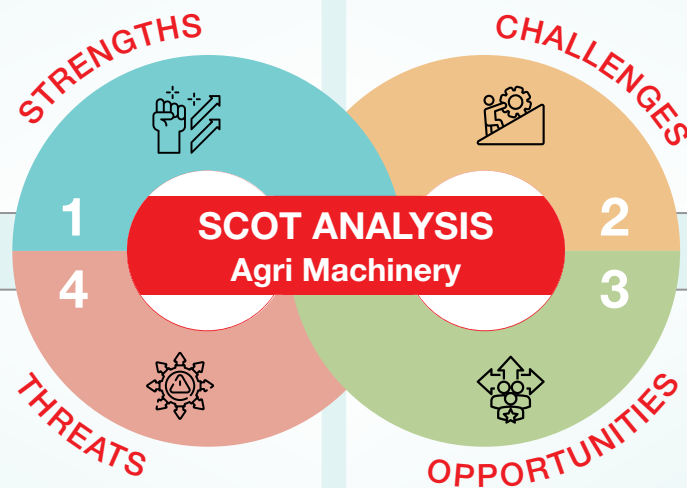 STRENGTHS
CHALLENGES
1
2
SCOT ANALYSIS
Agri Machinery
4
3
THREATS
OPPORTUNITIES